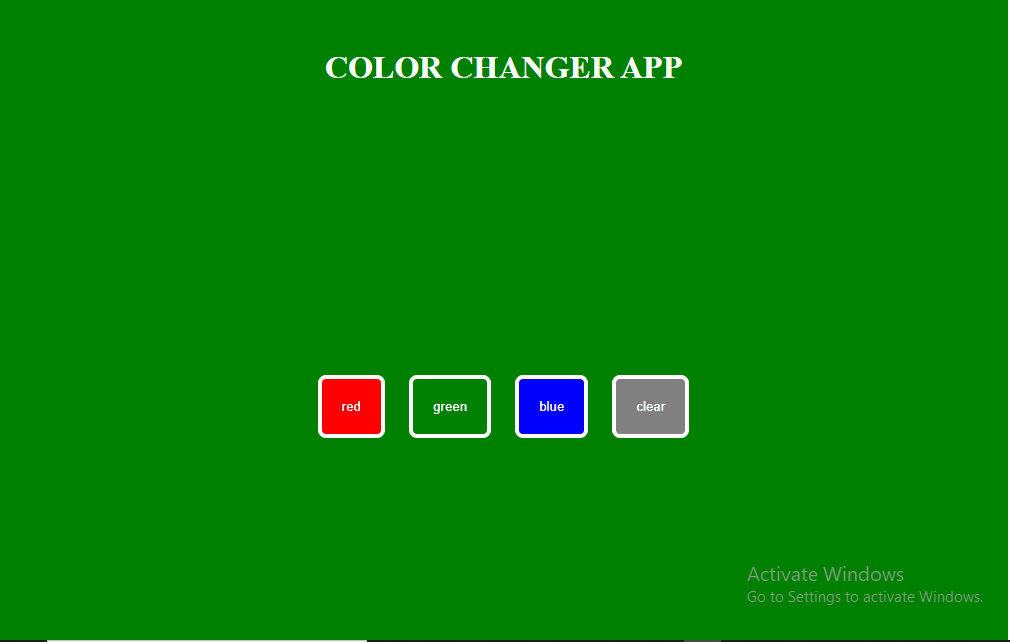 COLOR CHANGER APP
red
green
blue
clear
Activate Windows
Go to Settings to activate Windows.